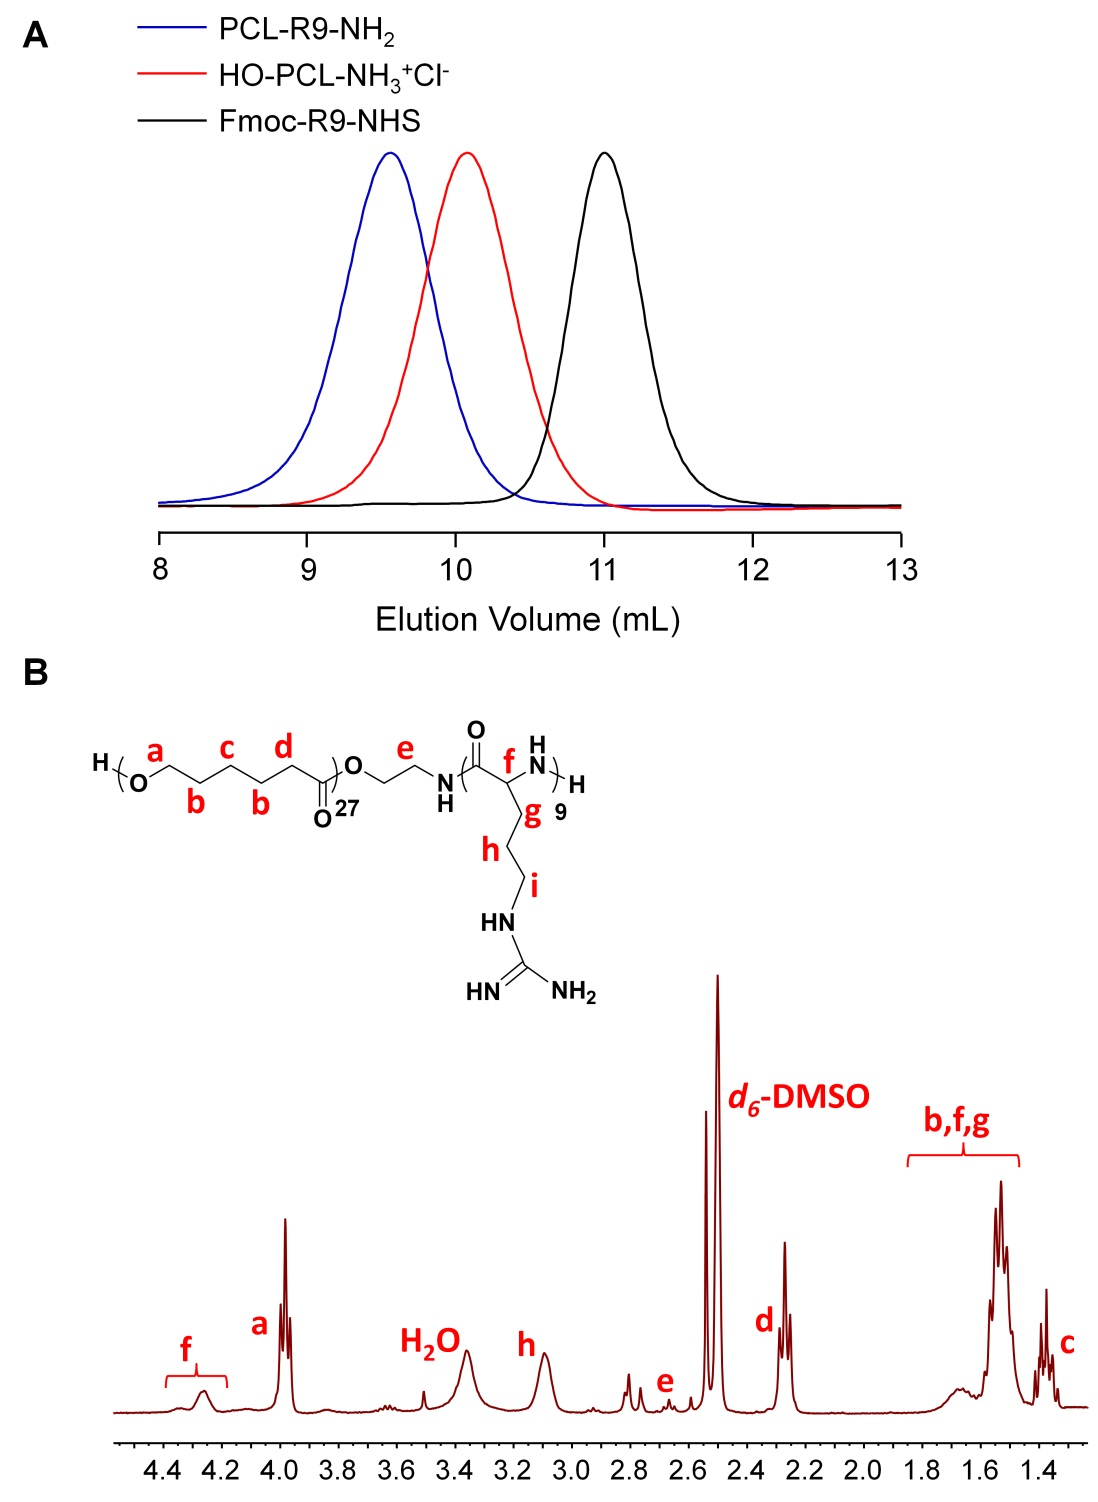 A
PCL-R9-NH2
HO-PCL-NH3+Cl-
Fmoc-R9-NHS
8 9 10 11 12 13
Elution Volume (mL)
B
O
H a c d e f H
H O O N N H
b b O 27 H g 9
h
i
HN
HN NH2
d6-DMSO
b,f,g
f a H2O h e d c
4.4 4.2 4.0 3.8 3.6 3.4 3.2 3.0 2.8 2.6 2.4 2.2 2.0 1.8 1.6 1.4